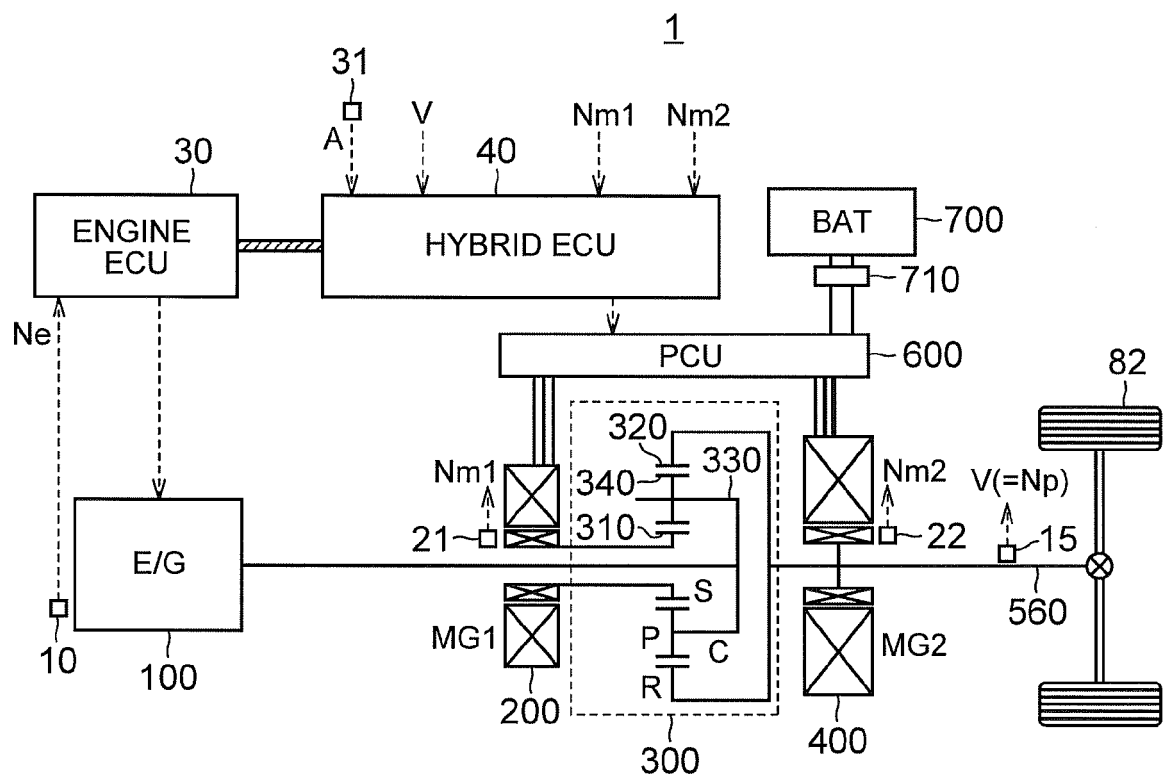 1
31
A
V
Nm1
Nm2
30
40
ENGINE
ECU
HYBRID ECU
BAT
700
710
Ne
PCU
600
82
320
330
Nm1
340
Nm2
V(=Np)
310
21
22
15
E/G
S
560
MG1
P
C
MG2
10
100
R
200
400
300